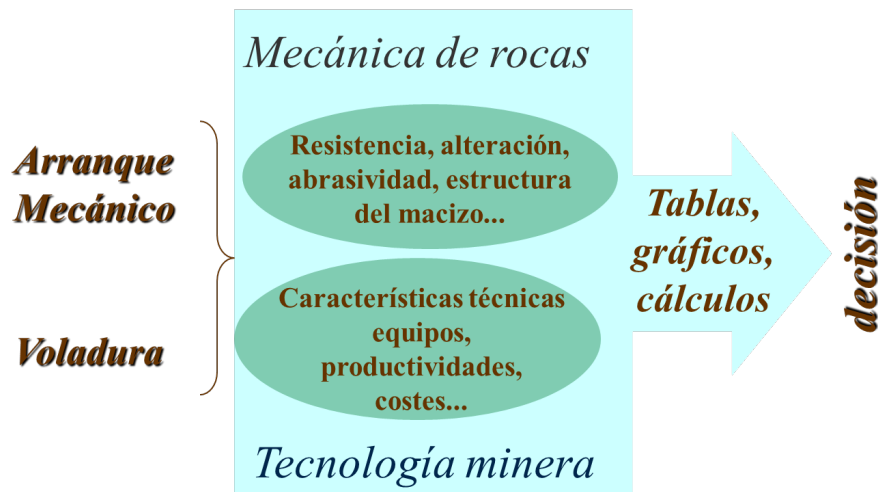 Mecánica de rocas
Arranque
Mecánico
Voladura
Resistencia, alteración,
abrasividad, estructura
del macizo...
Característícas técnicas
equipos,
productividades,
costes...
Tecnología minera
Tablas,
gráficos,
cálculos
decisión